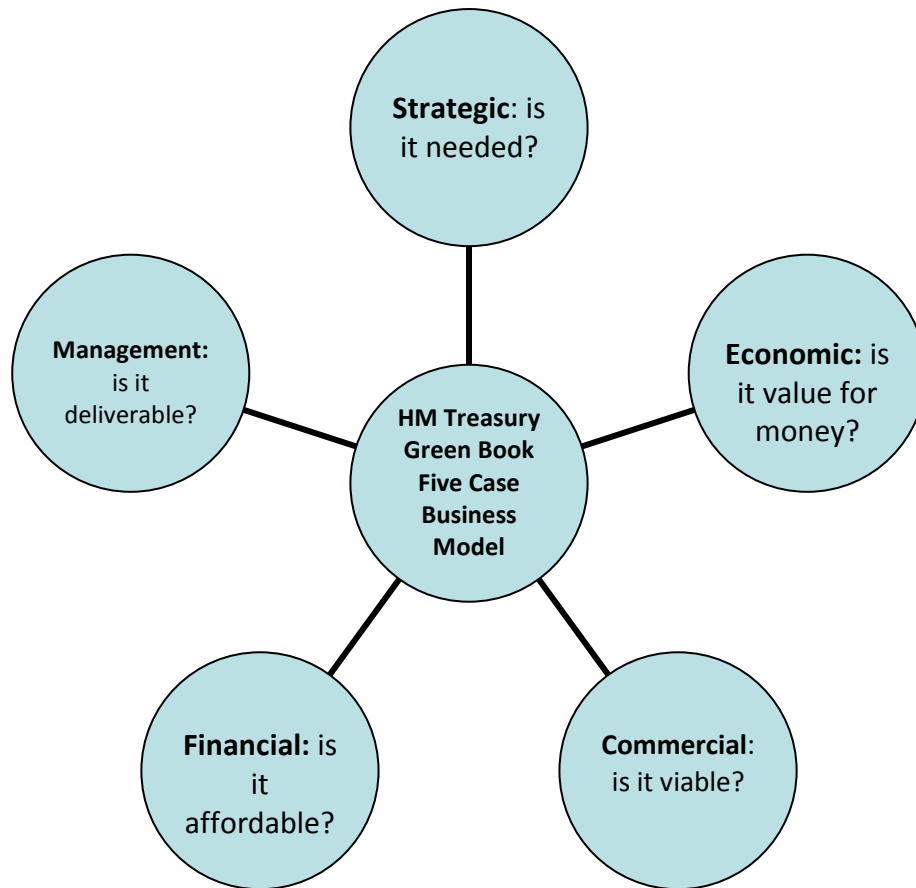 Strategic: is
it needed?
Economic: is
it value for
money?
Commercial:
is it viable?
Financial: is
it
affordable?
Management:
is it
deliverable?
HM Treasury
Green Book
Five Case
Business
Model